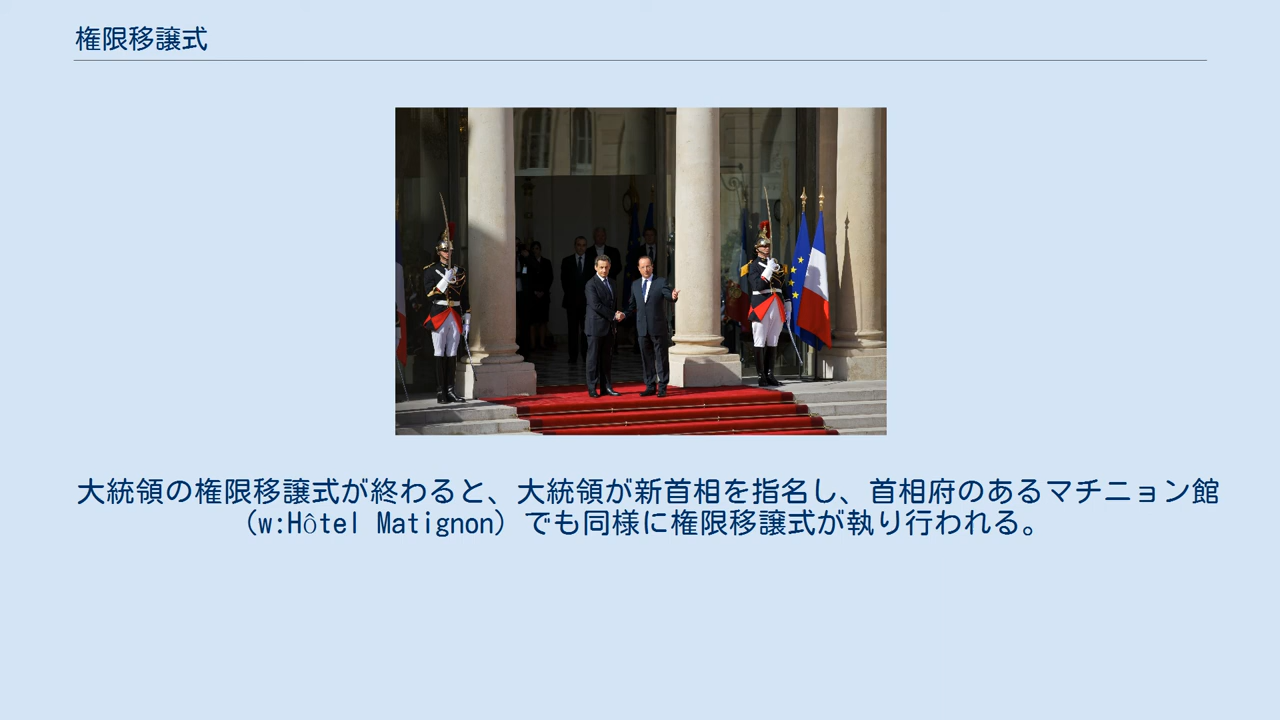 権限移譲式
大統領の権限移譲式が終わると、大統領が新首相を指名し、首相府のあるマチニョン館
（w:Hôtel Matignon）でも同様に権限移譲式が執り行われる。